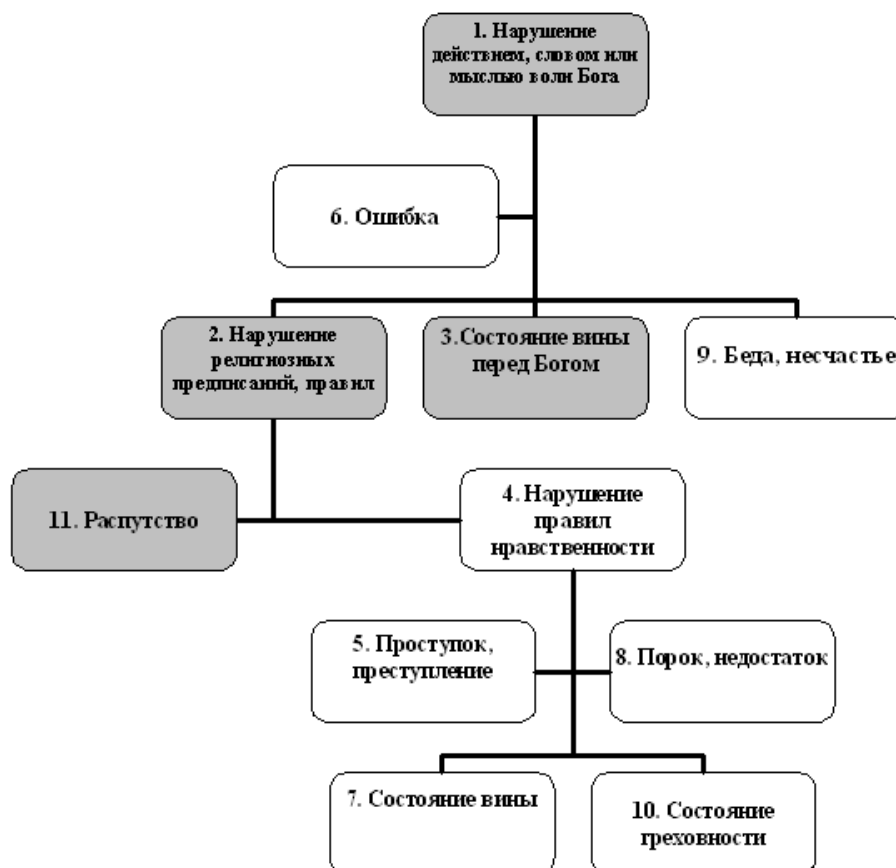 1. Нарушение
действием, словом или
мыслью воли Бога
6. Ошибка
2. Нарушение
религиозных
предписаний, правил
3.Состояние вины
перед Богом
9. Беда, несчастье
11. Распутство
4. Нарушение
правил
нравственности
5. Проступок,
преступление
8. Порок, недостаток
7. Состояние вины
10. Состояние
греховности